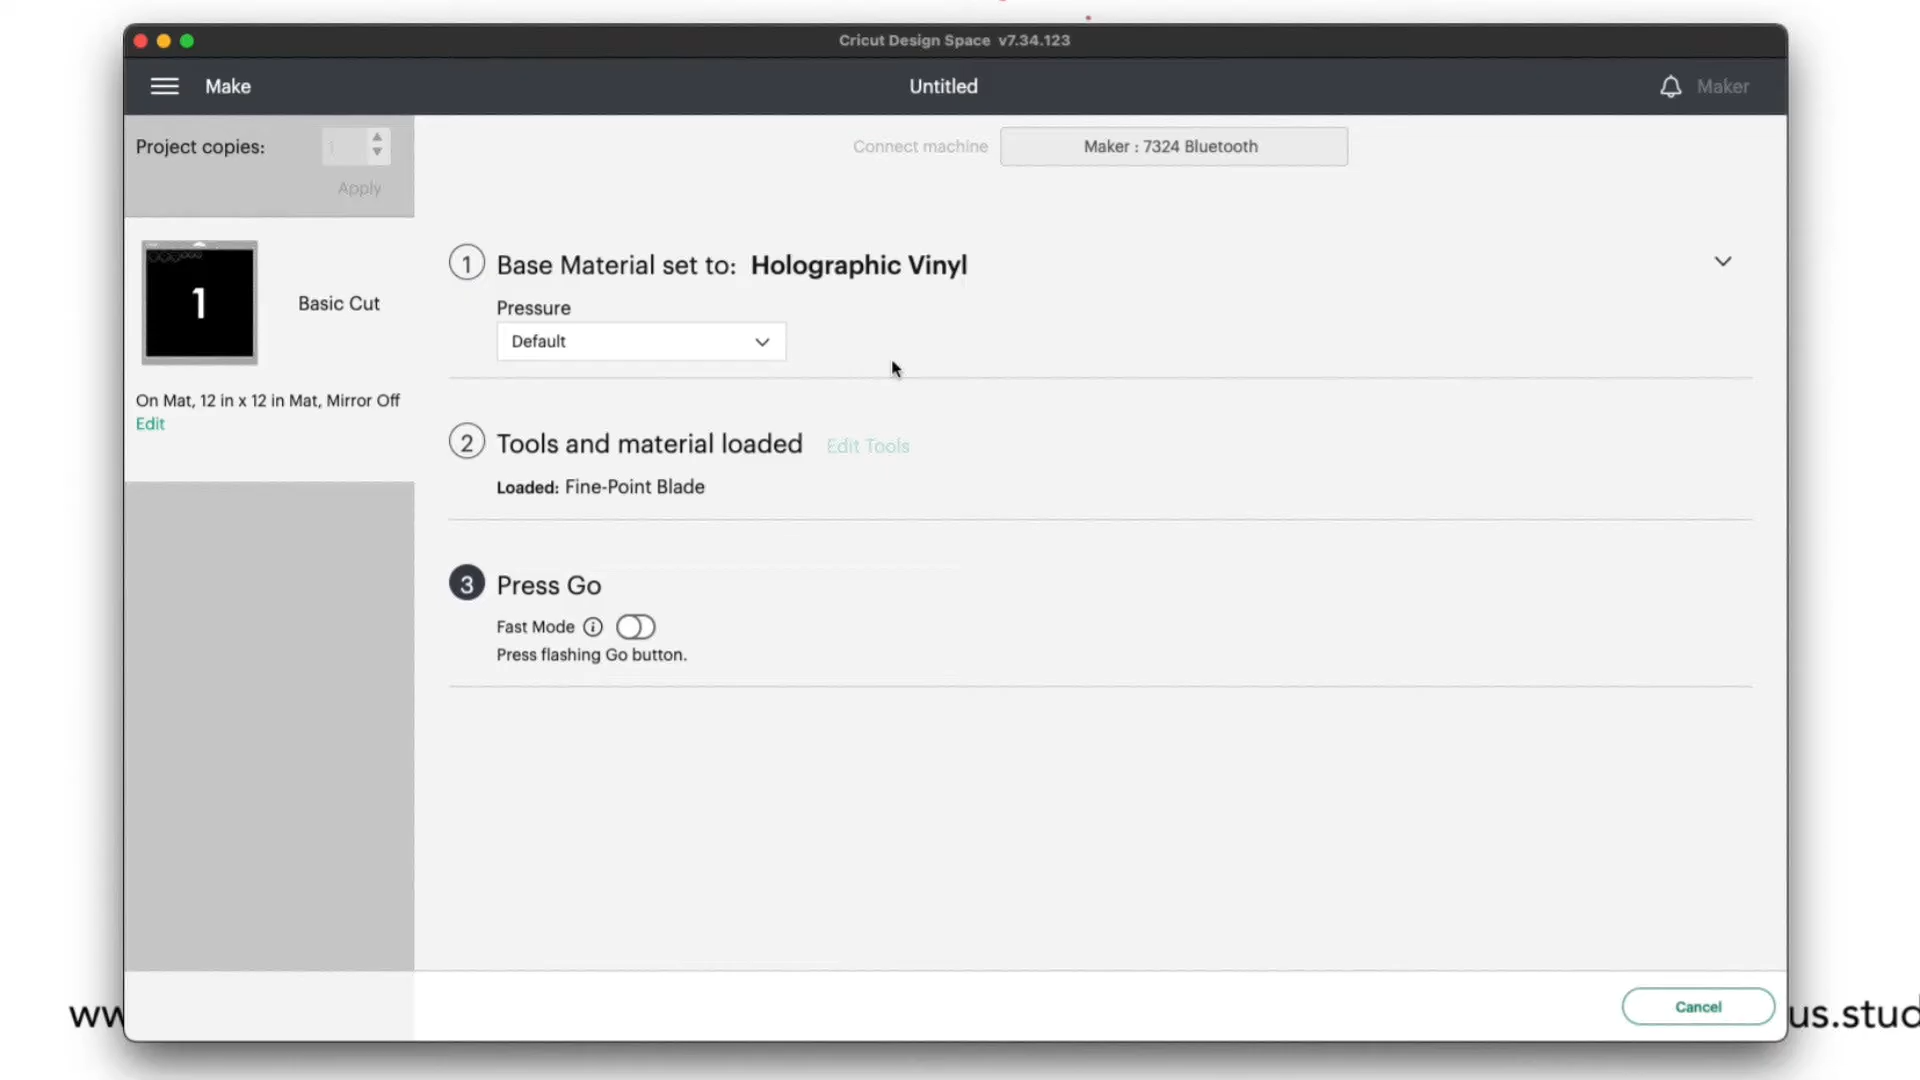 Cricut Design Space v7.34.123
Make
Untitled
Maker
Project copies:
1
Apply
Connect machine
Maker : 7324 Bluetooth
1
Basic Cut
On Mat, 12 in x 12 in Mat, Mirror Off
Edit
1 Base Material set to: Holographic Vinyl
Pressure
Default
2 Tools and material loaded Edit Tools
Loaded: Fine-Point Blade
3 Press Go
Fast Mode
Press flashing Go button.
Cancel
ww
us.stud